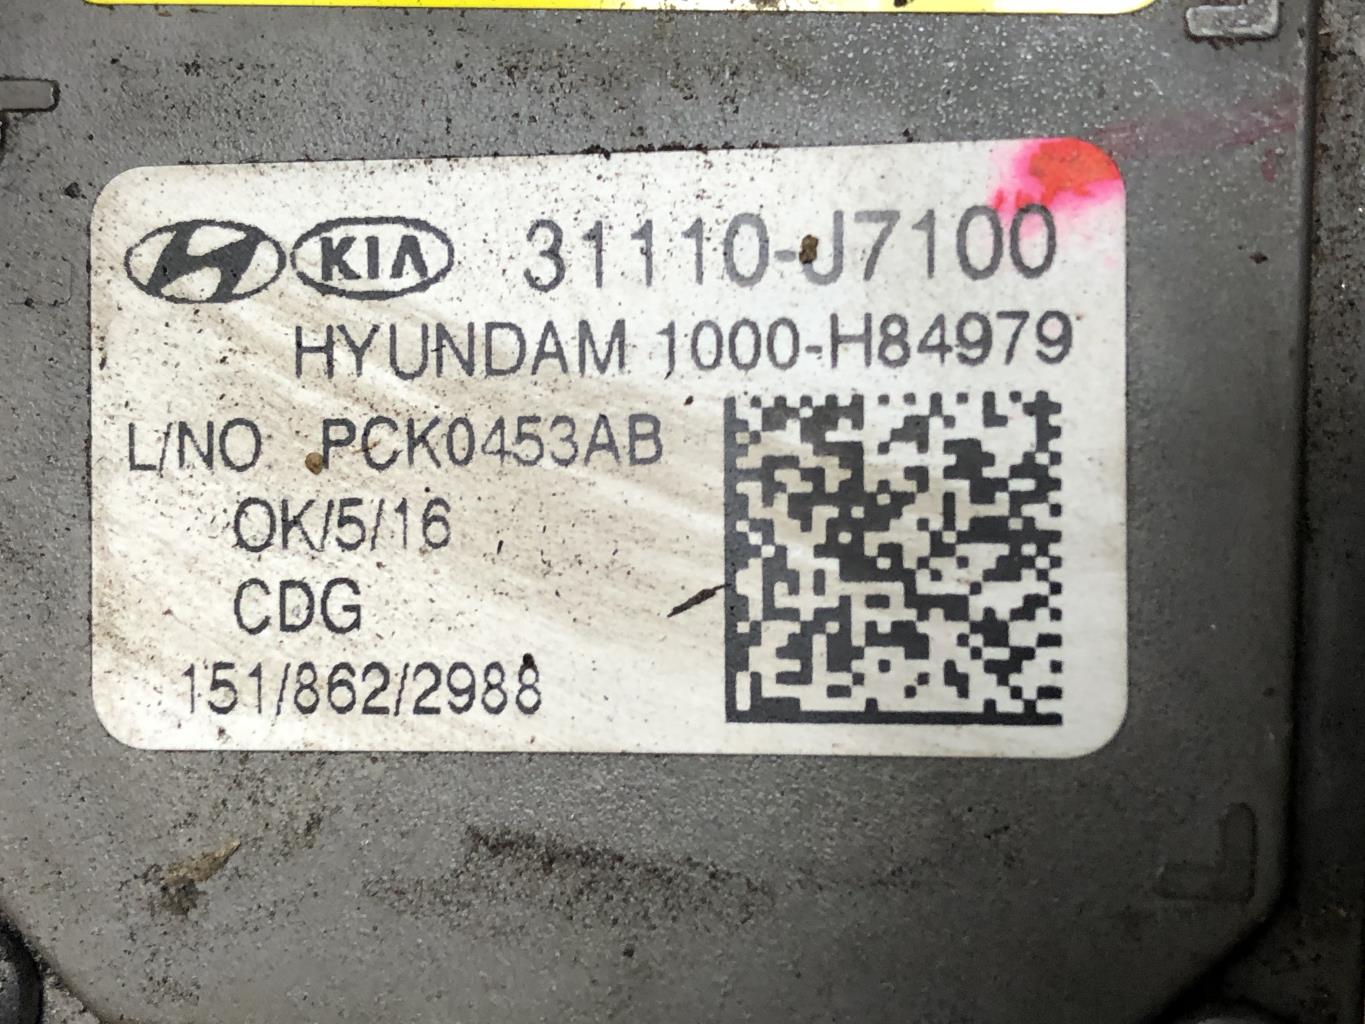 KIA 31110-J7100
HYUNDAM 1000-H84979
L/NO PCK0453AB
OK/5/16
CDG
151/862/2988